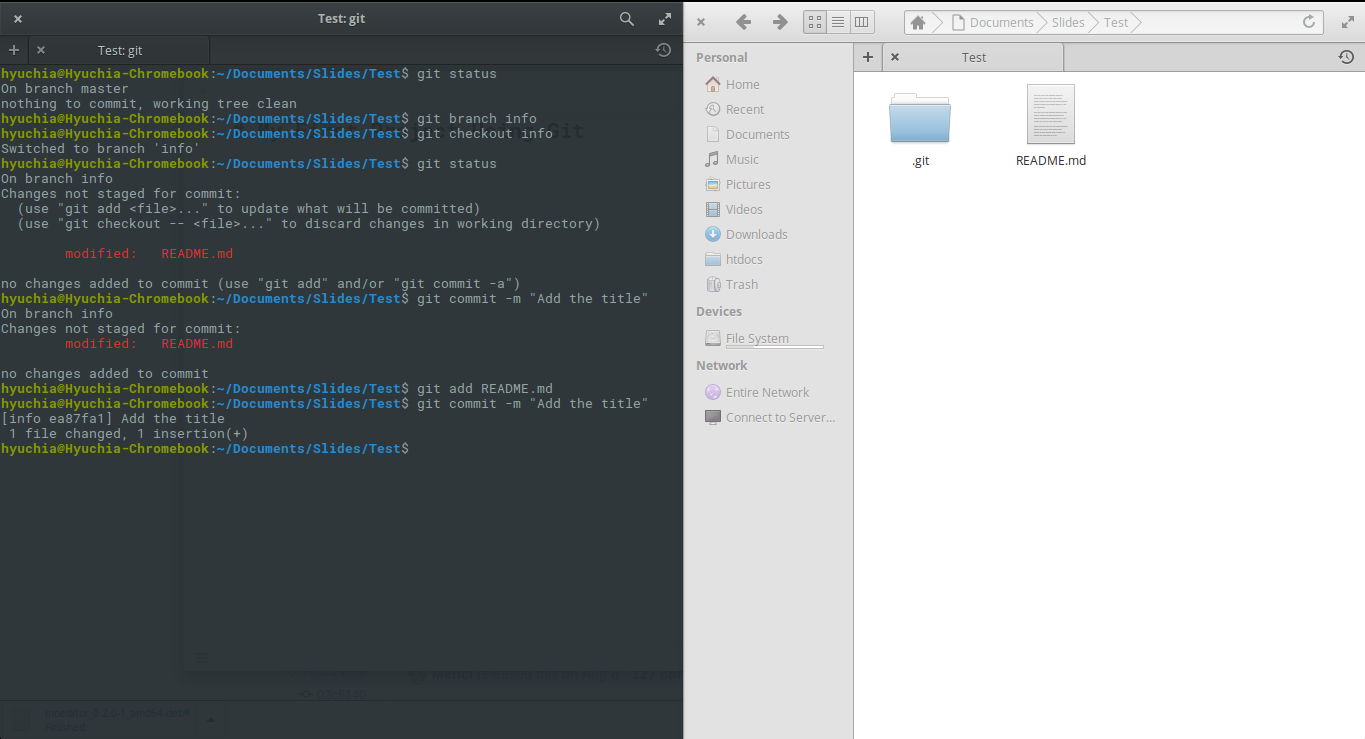 Test: git
Test: git
hyuchia@Hyuchia-Chromebook:~/Documents/Slides/Test$ git status
On branch master
nothing to commit, working tree clean
hyuchia@Hyuchia-Chromebook:~/Documents/Slides/Test$ git branch info
hyuchia@Hyuchia-Chromebook:~/Documents/Slides/Test$ git checkout info
Switched to branch 'info'
hyuchia@Hyuchia-Chromebook:~/Documents/Slides/Test$ git status
On branch info
Changes not staged for commit:
  (use "git add <file>..." to update what will be committed)
  (use "git checkout -- <file>..." to discard changes in working directory)
        modified:   README.md
no changes added to commit (use "git add" and/or "git commit -a")
hyuchia@Hyuchia-Chromebook:~/Documents/Slides/Test$ git commit -m "Add the title"
On branch info
Changes not staged for commit:
        modified:   README.md
no changes added to commit
hyuchia@Hyuchia-Chromebook:~/Documents/Slides/Test$ git add README.md
hyuchia@Hyuchia-Chromebook:~/Documents/Slides/Test$ git commit -m "Add the title"
[info ea87fa1] Add the title
 1 file changed, 1 insertion(+)
hyuchia@Hyuchia-Chromebook:~/Documents/Slides/Test$
Git
Finished
Documents Slides Test
Personal
Home
Recent
Documents
Music
Pictures
Videos
Downloads
htdocs
Trash
Devices
File System
Network
Entire Network
Connect to Server...
Test
.git
README.md